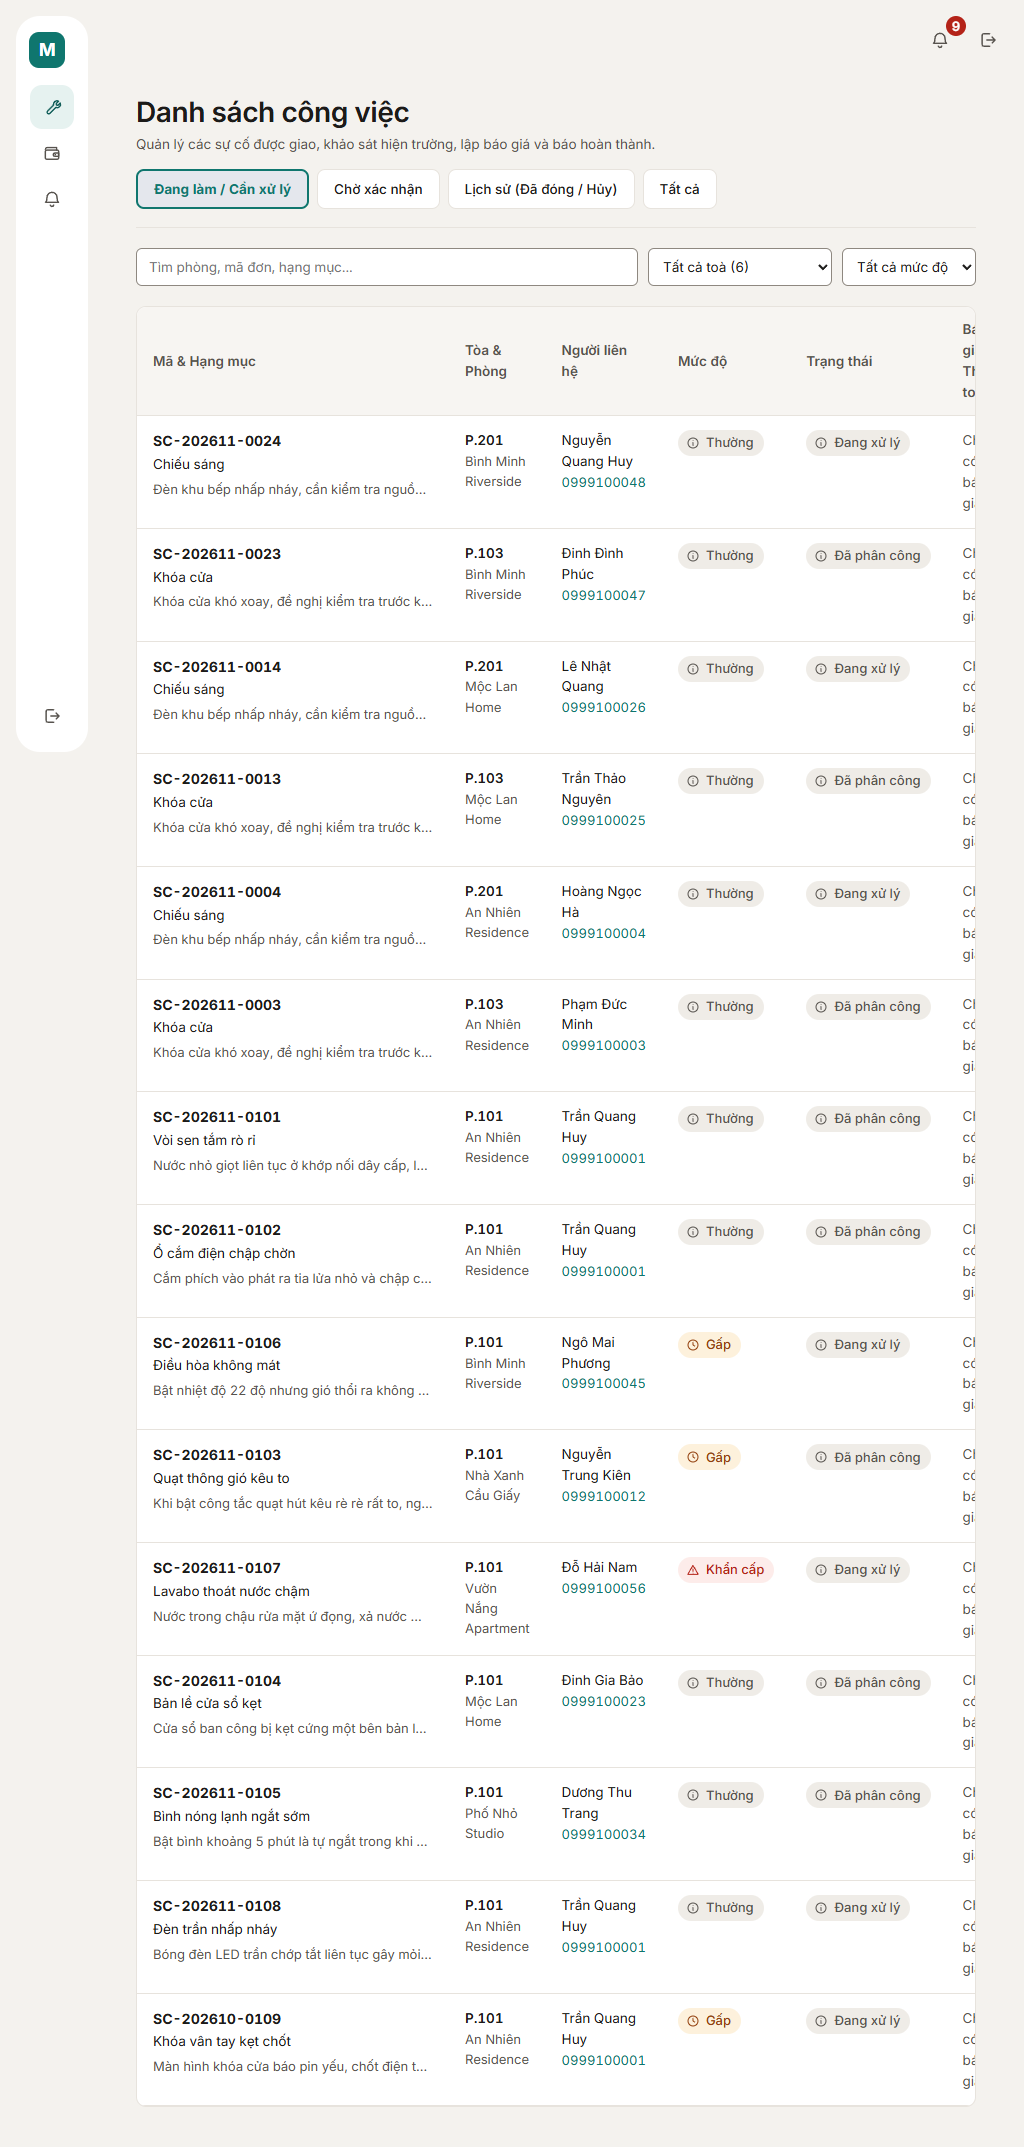 M
9
Danh sách công việc
Quản lý các sự cố được giao, khảo sát hiện trường, lập báo giá và báo hoàn thành.
Đang làm / Cần xử lý
Chờ xác nhận
Lịch sử (Đã đóng / Hủy)
Tất cả
Tìm phòng, mã đơn, hạng mục...
Tất cả toà (6)
Tất cả mức độ
Mã & Hạng mục
Tòa &
Phòng
Người liên
hệ
Mức độ
Trạng thái
SC-202611-0024
Chiếu sáng
Đèn khu bếp nhấp nháy, cần kiểm tra nguồ...
P.201
Bình Minh
Riverside
Nguyễn
Quang Huy
0999100048
Thường
Đang xử lý
SC-202611-0023
Khóa cửa
Khóa cửa khó xoay, đề nghị kiểm tra trước k...
P.103
Bình Minh
Riverside
Đinh Đình
Phúc
0999100047
Thường
Đã phân công
SC-202611-0014
Chiếu sáng
Đèn khu bếp nhấp nháy, cần kiểm tra nguồ...
P.201
Mộc Lan
Home
Lê Nhật
Quang
0999100026
Thường
Đang xử lý
SC-202611-0013
Khóa cửa
Khóa cửa khó xoay, đề nghị kiểm tra trước k...
P.103
Mộc Lan
Home
Trần Thảo
Nguyên
0999100025
Thường
Đã phân công
SC-202611-0004
Chiếu sáng
Đèn khu bếp nhấp nháy, cần kiểm tra nguồ...
P.201
An Nhiên
Residence
Hoàng Ngọc
Hà
0999100004
Thường
Đang xử lý
SC-202611-0003
Khóa cửa
Khóa cửa khó xoay, đề nghị kiểm tra trước k...
P.103
An Nhiên
Residence
Phạm Đức
Minh
0999100003
Thường
Đã phân công
SC-202611-0101
Vòi sen tắm rò rỉ
Nước nhỏ giọt liên tục ở khớp nối dây cấp, l...
P.101
An Nhiên
Residence
Trần Quang
Huy
0999100001
Thường
Đã phân công
SC-202611-0102
Ổ cắm điện chập chờn
Cắm phích vào phát ra tia lửa nhỏ và chập c...
P.101
An Nhiên
Residence
Trần Quang
Huy
0999100001
Thường
Đã phân công
SC-202611-0106
Điều hòa không mát
Bật nhiệt độ 22 độ nhưng gió thổi ra không ...
P.101
Bình Minh
Riverside
Ngô Mai
Phương
0999100045
Gấp
Đang xử lý
SC-202611-0103
Quạt thông gió kêu to
Khi bật công tắc quạt hút kêu rè rè rất to, ng...
P.101
Nhà Xanh
Cầu Giấy
Nguyễn
Trung Kiên
0999100012
Gấp
Đã phân công
SC-202611-0107
Lavabo thoát nước chậm
Nước trong chậu rửa mặt ứ đọng, xả nước ...
P.101
Vườn
Nắng
Apartment
Đỗ Hải Nam
0999100056
Khẩn cấp
Đang xử lý
SC-202611-0104
Bản lề cửa sổ kẹt
Cửa sổ ban công bị kẹt cứng một bên bản l...
P.101
Mộc Lan
Home
Đinh Gia Bảo
0999100023
Thường
Đã phân công
SC-202611-0105
Bình nóng lạnh ngắt sớm
Bật bình khoảng 5 phút là tự ngắt trong khi ...
P.101
Phố Nhỏ
Studio
Dương Thu
Trang
0999100034
Thường
Đã phân công
SC-202611-0108
Đèn trần nhấp nháy
Bóng đèn LED trần chớp tắt liên tục gây mỏi...
P.101
An Nhiên
Residence
Trần Quang
Huy
0999100001
Thường
Đang xử lý
SC-202610-0109
Khóa vân tay kẹt chốt
Màn hình khóa cửa báo pin yếu, chốt điện t...
P.101
An Nhiên
Residence
Trần Quang
Huy
0999100001
Gấp
Đang xử lý